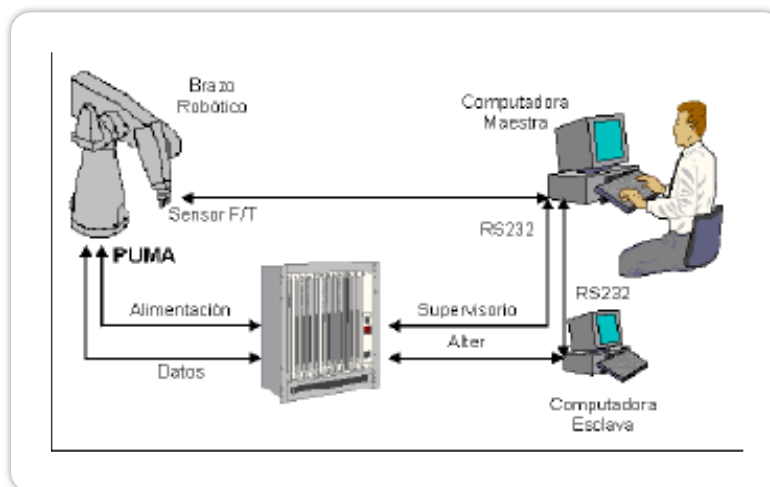 Brazo
Robótico
Computadora
Maestra
Sensor F/T
RS232
PUMA
RS232
Alimentación
Supervisorio
Alter
Datos
Computadora
Esclava